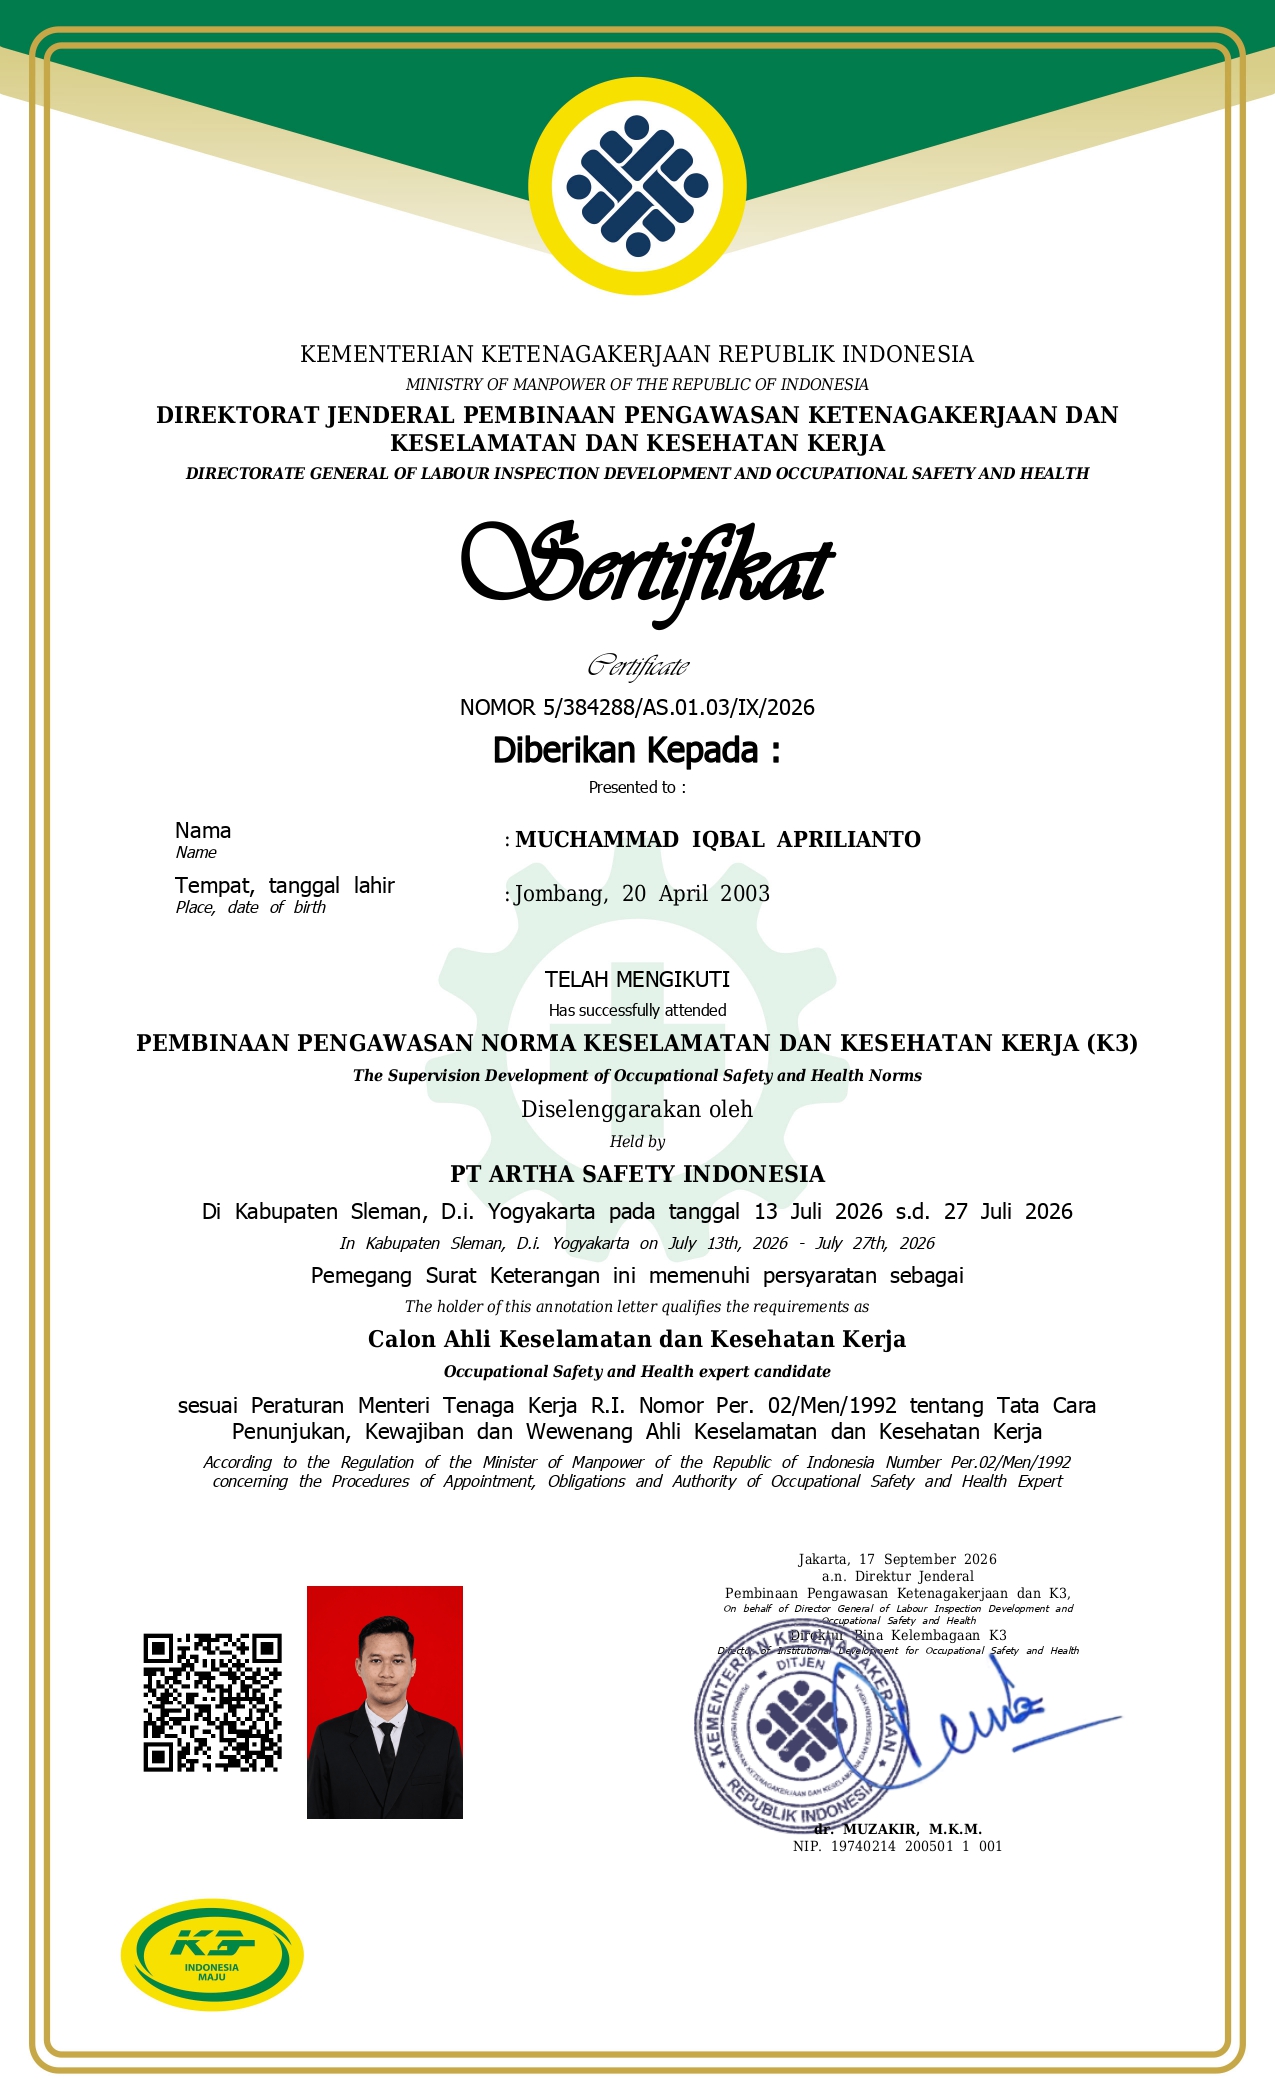 KEMENTERIAN KETENAGAKERJAAN REPUBLIK INDONESIA
MINISTRY OF MANPOWER OF THE REPUBLIC OF INDONESIA
DIREKTORAT JENDERAL PEMBINAAN PENGAWASAN KETENAGAKERJAAN DAN
KESELAMATAN DAN KESEHATAN KERJA
DIRECTORATE GENERAL OF LABOUR INSPECTION DEVELOPMENT AND OCCUPATIONAL SAFETY AND HEALTH
Sertifikat
Certificate
NOMOR 5/384288/AS.01.03/IX/2026
Diberikan Kepada :
Presented to :
Nama : MUCHAMMAD IQBAL APRILIANTO
Name
Tempat, tanggal lahir : Jombang, 20 April 2003
Place, date of birth
TELAH MENGIKUTI
Has successfully attended
PEMBINAAN PENGAWASAN NORMA KESELAMATAN DAN KESEHATAN KERJA (K3)
The Supervision Development of Occupational Safety and Health Norms
Diselenggarakan oleh
Held by
PT ARTHA SAFETY INDONESIA
Di Kabupaten Sleman, D.i. Yogyakarta pada tanggal 13 Juli 2026 s.d. 27 Juli 2026
In Kabupaten Sleman, D.i. Yogyakarta on July 13th, 2026 - July 27th, 2026
Pemegang Surat Keterangan ini memenuhi persyaratan sebagai
The holder of this annotation letter qualifies the requirements as
Calon Ahli Keselamatan dan Kesehatan Kerja
Occupational Safety and Health expert candidate
sesuai Peraturan Menteri Tenaga Kerja R.I. Nomor Per. 02/Men/1992 tentang Tata Cara
Penunjukan, Kewajiban dan Wewenang Ahli Keselamatan dan Kesehatan Kerja
According to the Regulation of the Minister of Manpower of the Republic of Indonesia Number Per.02/Men/1992
concerning the Procedures of Appointment, Obligations and Authority of Occupational Safety and Health Expert
Jakarta, 17 September 2026
a.n. Direktur Jenderal
Pembinaan Pengawasan Ketenagakerjaan dan K3,
On behalf of Director General of Labour Inspection Development and
Occupational Safety and Health
Direktur Bina Kelembagaan K3
Director of Institutional Development for Occupational Safety and Health
KEMENTERIAN KETENAGAKERJAAN
DITJEN
PEMBINAAN PENGAWASAN KETENAGAKERJAAN DAN KESELAMATAN DAN KESEHATAN KERJA
REPUBLIK INDONESIA
dr. MUZAKIR, M.K.M.
NIP. 19740214 200501 1 001
K3
INDONESIA
MAJU